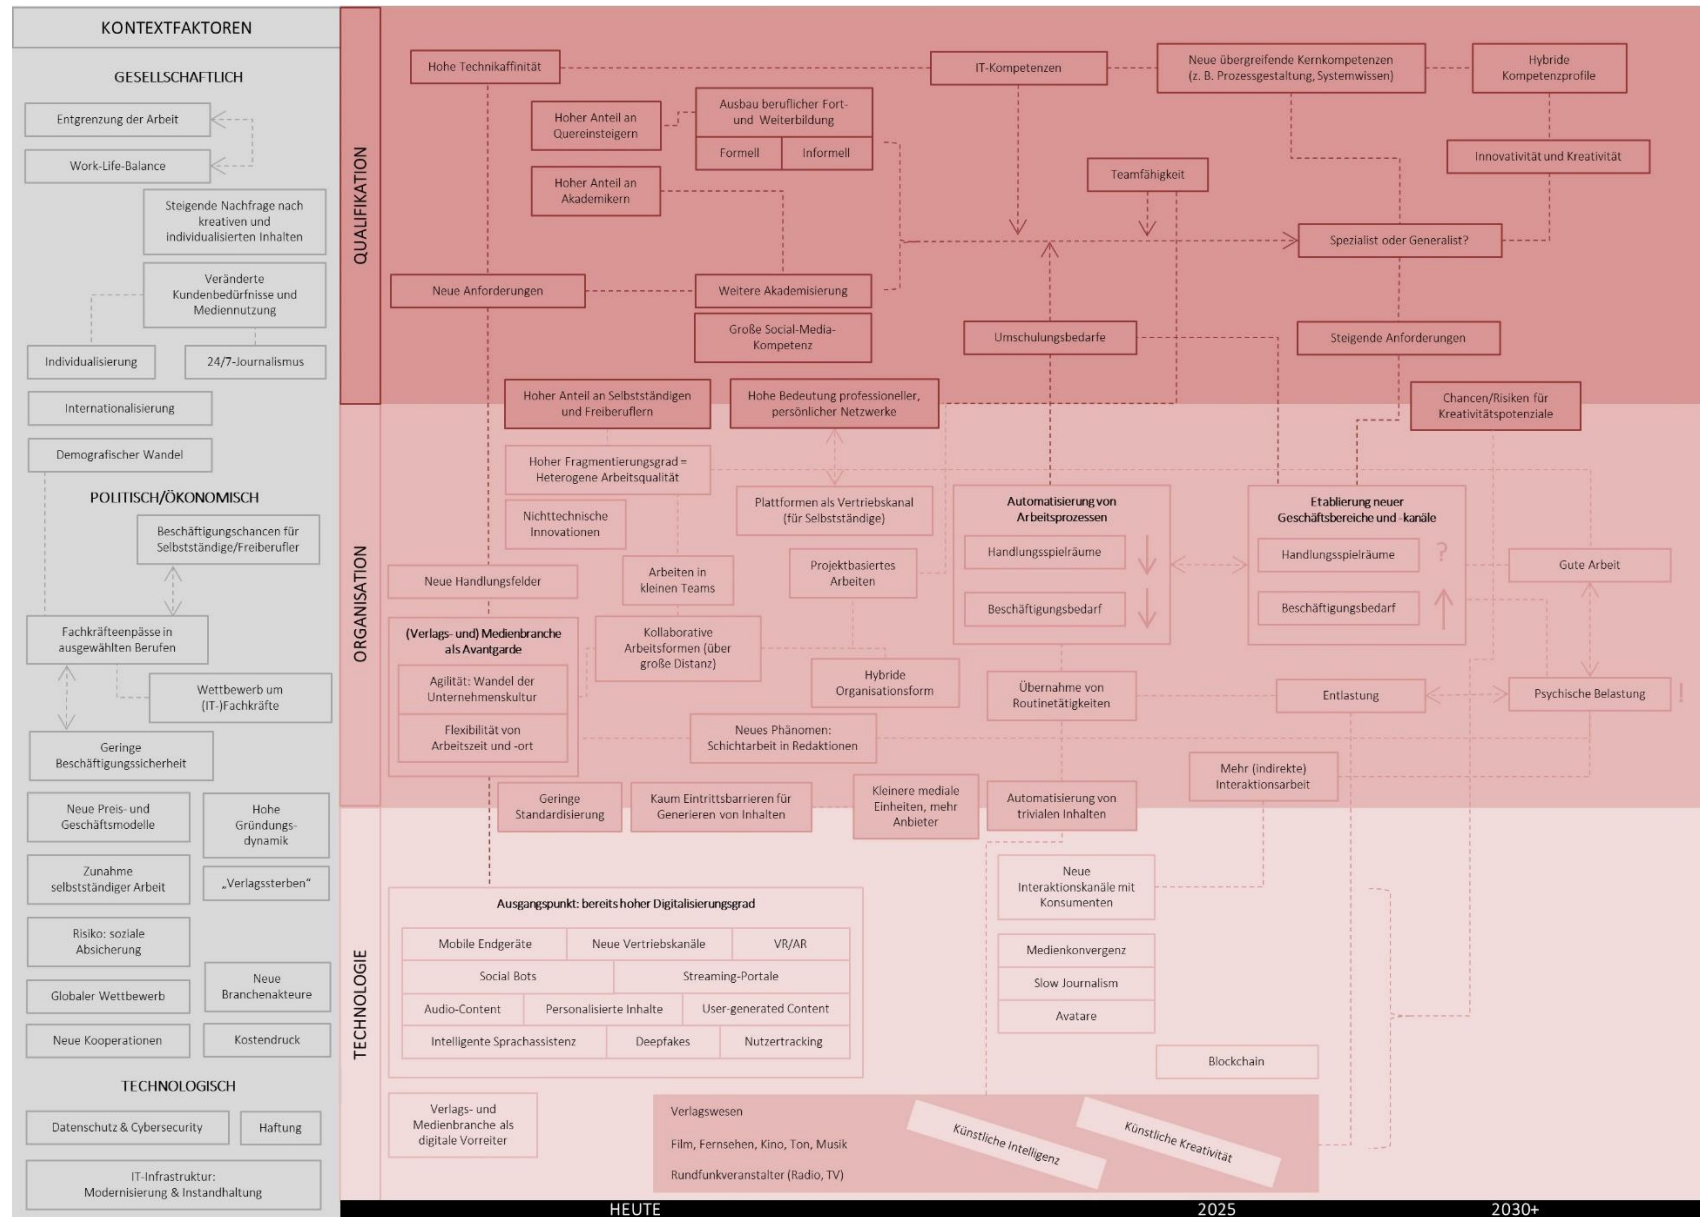 KONTEXTFAKTOREN
GESELLSCHAFTLICH
Entgrenzung der Arbeit
Work-Life-Balance
Steigende Nachfrage nach
kreativen und
individualisierten Inhalten
Veränderte
Kundenbedürfnisse und
Mediennutzung
Individualisierung
24/7-Journalismus
Internationalisierung
Demografischer Wandel
POLITISCH/ÖKONOMISCH
Beschäftigungschancen für
Selbstständige/Freiberufler
Fachkräfteenpässe in
ausgewählten Berufen
Wettbewerb um
(IT-)Fachkräfte
Geringe
Beschäftigungssicherheit
Neue Preis- und
Geschäftsmodelle
Hohe
Gründungs-
dynamik
Zunahme
selbstständiger Arbeit
„Verlagssterben“
Risiko: soziale
Absicherung
Neue
Branchenakteure
Globaler Wettbewerb
Neue Kooperationen
Kostendruck
TECHNOLOGISCH
Datenschutz & Cybersecurity
Haftung
IT-Infrastruktur:
Modernisierung & Instandhaltung
QUALIFIKATION
Hohe Technikaffinität
IT-Kompetenzen
Neue übergreifende Kernkompetenzen
(z. B. Prozessgestaltung, Systemwissen)
Hybride
Kompetenzprofile
Hoher Anteil an
Quereinsteigern
Ausbau beruflicher Fort-
und Weiterbildung
Formell
Informell
Innovativität und Kreativität
Teamfähigkeit
Hoher Anteil an
Akademikern
Spezialist oder Generalist?
Neue Anforderungen
Weitere Akademisierung
Große Social-Media-
Kompetenz
Umschulungsbedarfe
Steigende Anforderungen
Hoher Anteil an Selbstständigen
und Freiberuflern
Hohe Bedeutung professioneller,
persönlicher Netzwerke
Chancen/Risiken für
Kreativitätspotenziale
ORGANISATION
Hoher Fragmentierungsgrad =
Heterogene Arbeitsqualität
Nichttechnische
Innovationen
Plattformen als Vertriebskanal
(für Selbstständige)
Automatisierung von
Arbeitsprozessen
Handlungsspielräume
Beschäftigungsbedarf
Etablierung neuer
Geschäftsbereiche und -kanäle
Handlungsspielräume
?
Beschäftigungsbedarf
Gute Arbeit
Neue Handlungsfelder
Arbeiten in
kleinen Teams
Projektbasiertes
Arbeiten
(Verlags- und) Medienbranche
als Avantgarde
Agilität: Wandel der
Unternehmenskultur
Flexibilität von
Arbeitszeit und -ort
Kollaborative
Arbeitsformen (über
große Distanz)
Hybride
Organisationsform
Übernahme von
Routinetätigkeiten
Entlastung
Psychische Belastung
!
Neues Phänomen:
Schichtarbeit in Redaktionen
Mehr (indirekte)
Interaktionsarbeit
Geringe
Standardisierung
Kaum Eintrittsbarrieren für
Generieren von Inhalten
Kleinere mediale
Einheiten, mehr
Anbieter
Automatisierung von
trivialen Inhalten
TECHNOLOGIE
Ausgangspunkt: bereits hoher Digitalisierungsgrad
Mobile Endgeräte
Neue Vertriebskanäle
VR/AR
Social Bots
Streaming-Portale
Audio-Content
Personalisierte Inhalte
User-generated Content
Intelligente Sprachassistenz
Deepfakes
Nutzertracking
Neue
Interaktionskanäle mit
Konsumenten
Medienkonvergenz
Slow Journalism
Avatare
Blockchain
Verlags- und
Medienbranche als
digitale Vorreiter
Verlagswesen
Film, Fernsehen, Kino, Ton, Musik
Rundfunkveranstalter (Radio, TV)
Künstliche Intelligenz
Künstliche Kreativität
HEUTE
2025
2030+